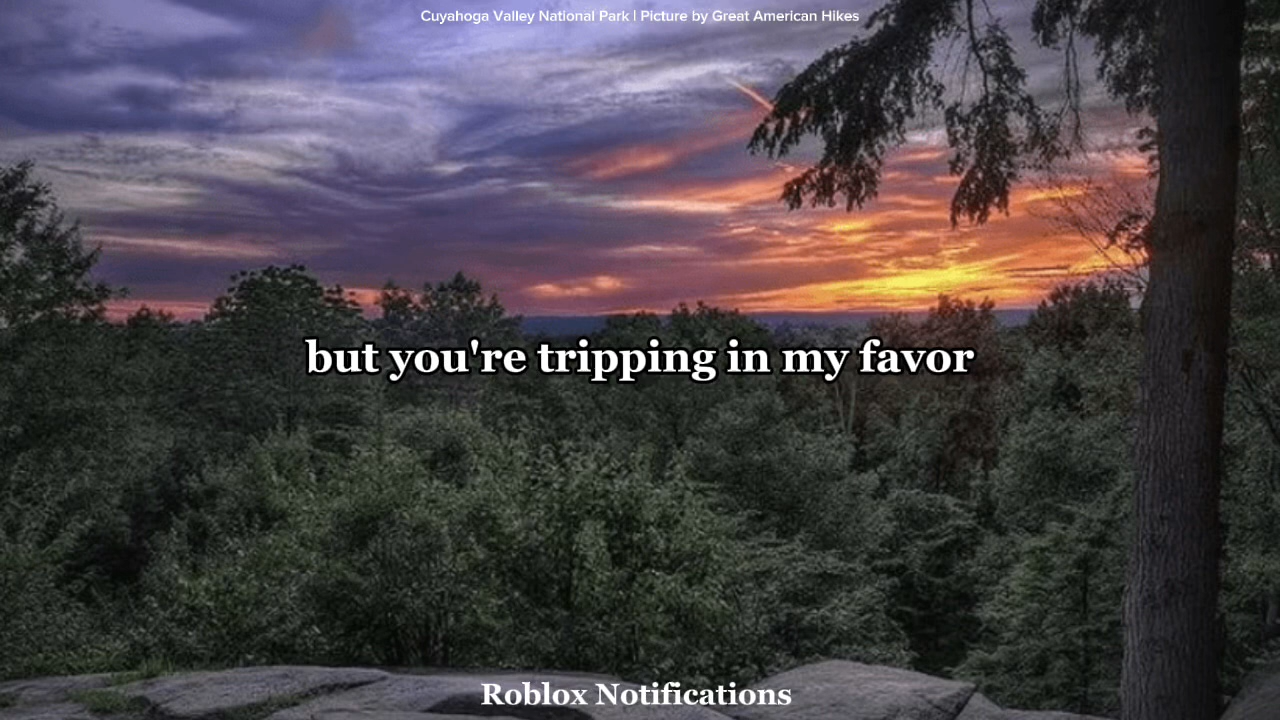 Cuyahoga Valley National Park | Picture by Great American Hikes
but you're tripping in my favor
Roblox Notifications